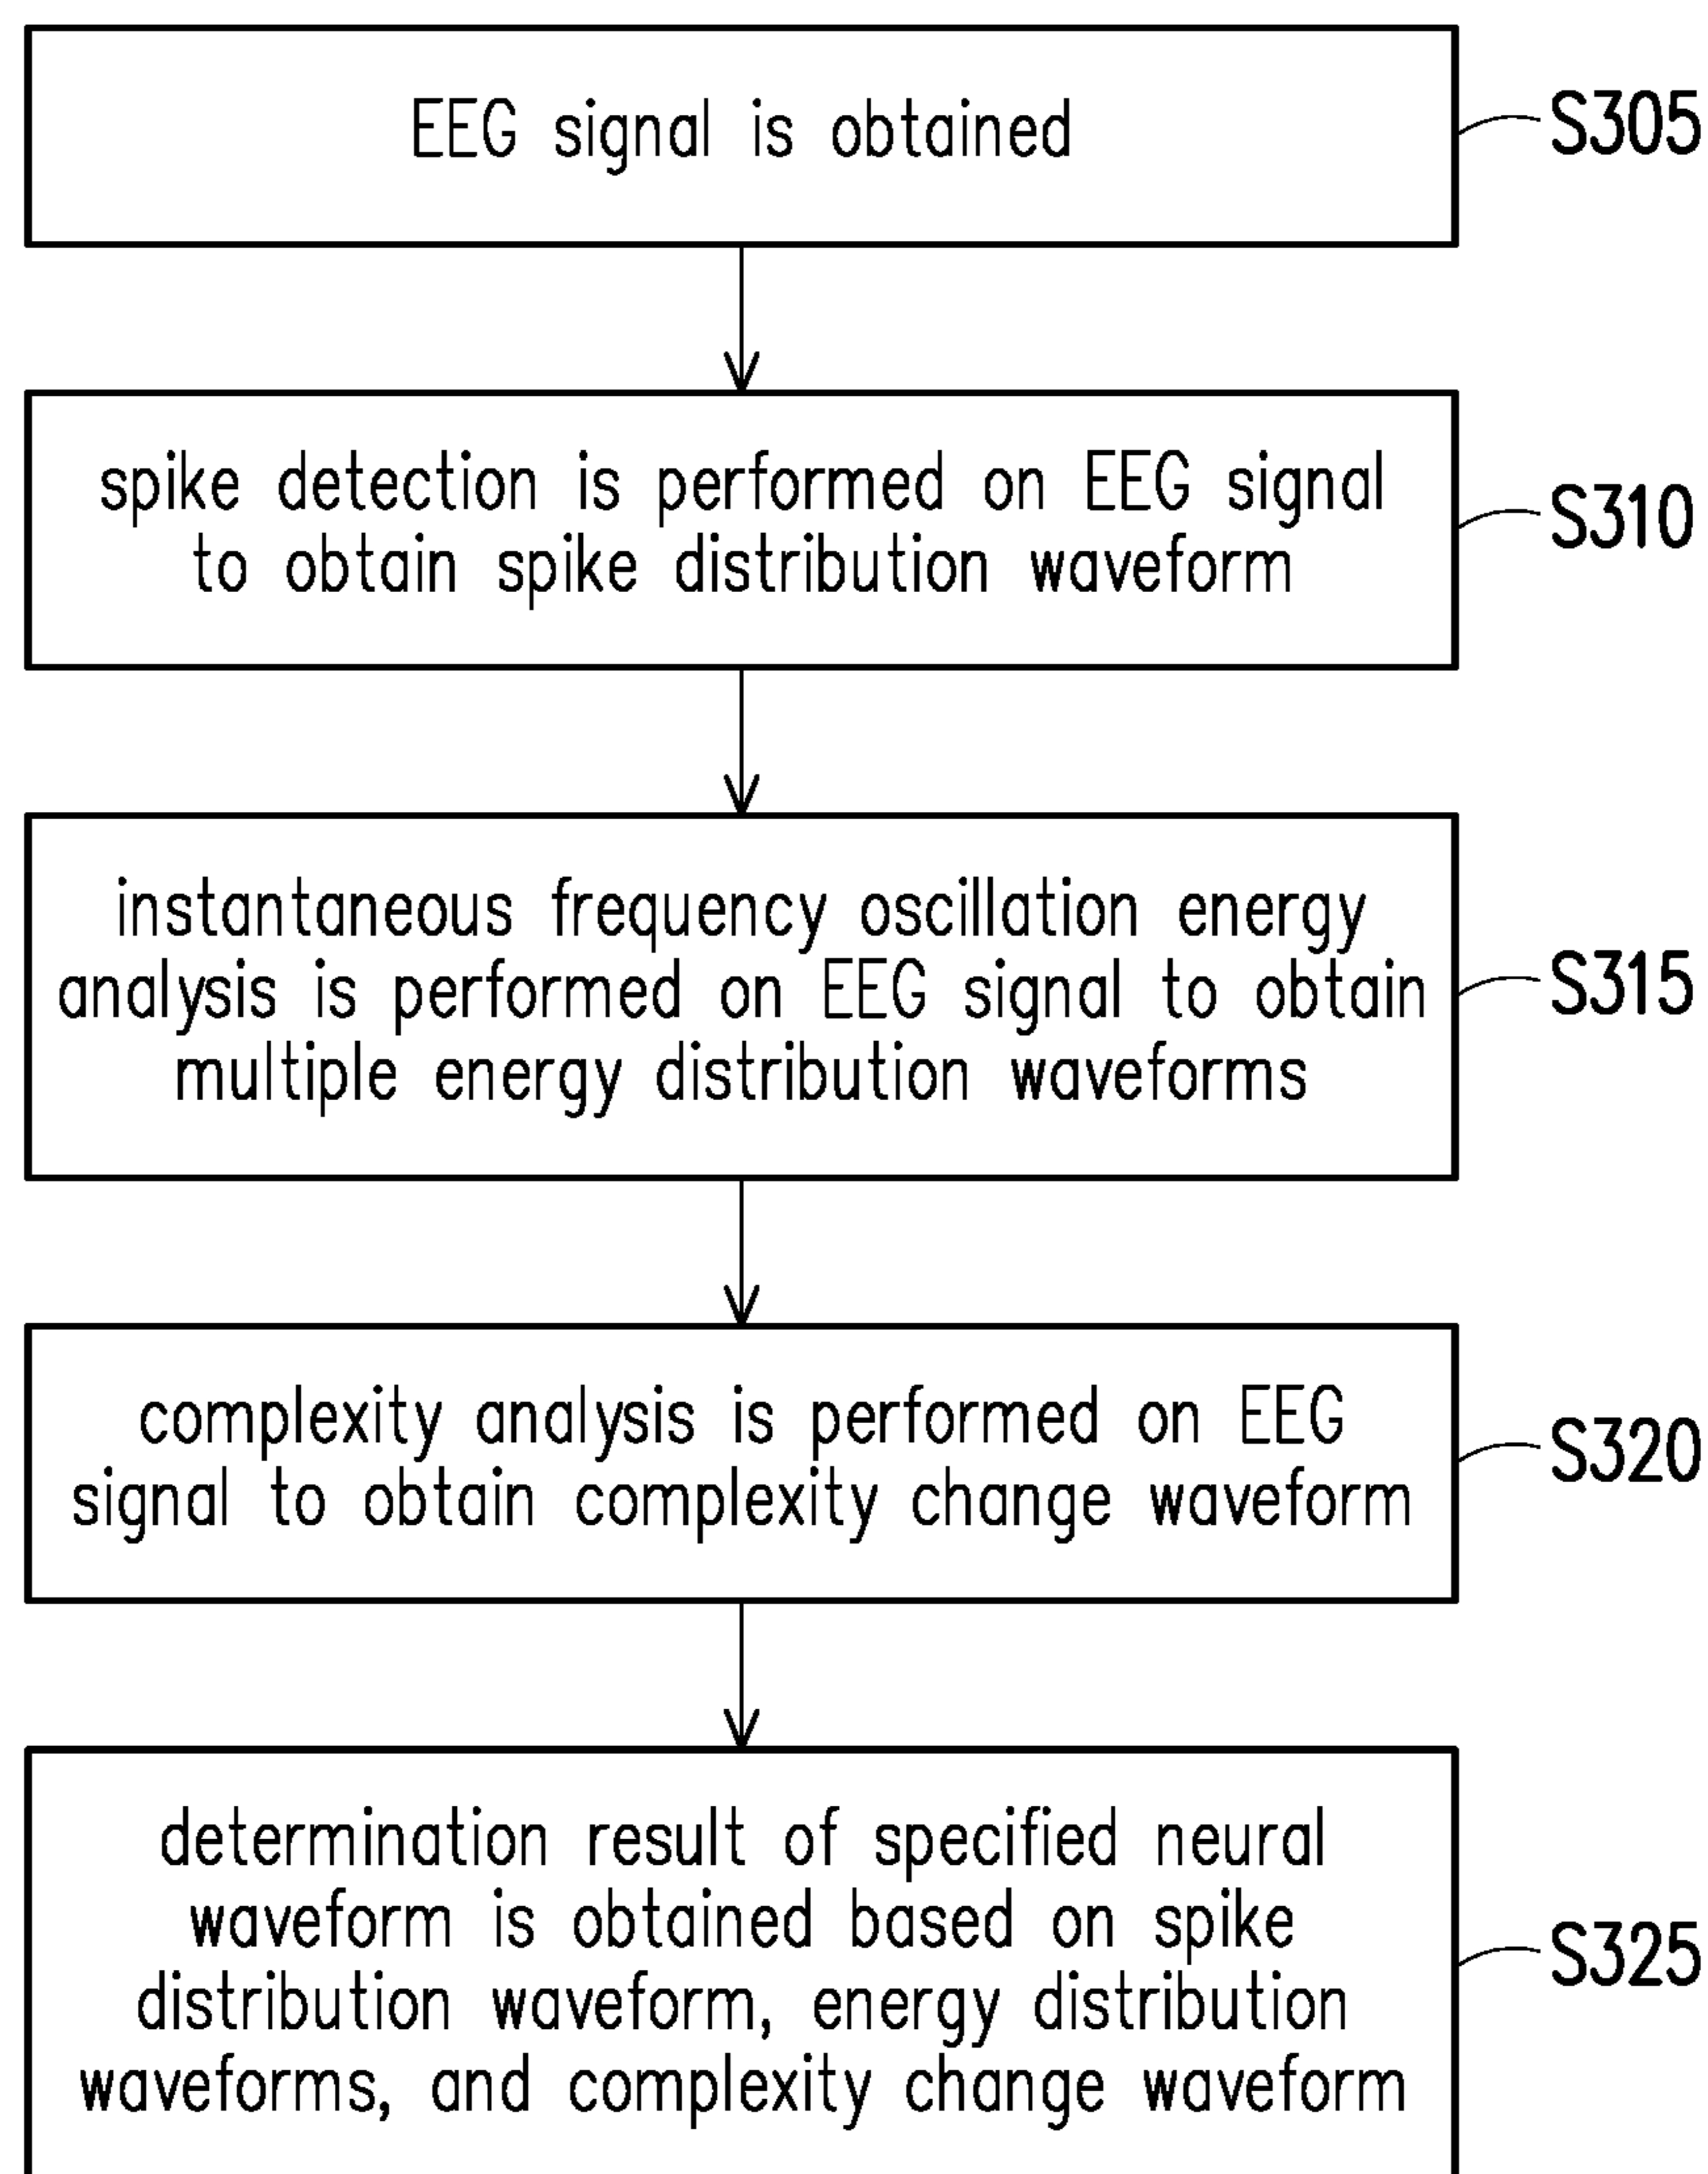 EEG signal is obtained
S305
spike detection is performed on EEG signal
to obtain spike distribution waveform
S310
instantaneous frequency oscillation energy
analysis is performed on EEG signal to obtain
multiple energy distribution waveforms
S315
complexity analysis is performed on EEG
signal to obtain complexity change waveform
S320
determination result of specified neural
waveform is obtained based on spike
distribution waveform, energy distribution
waveforms, and complexity change waveform
S325